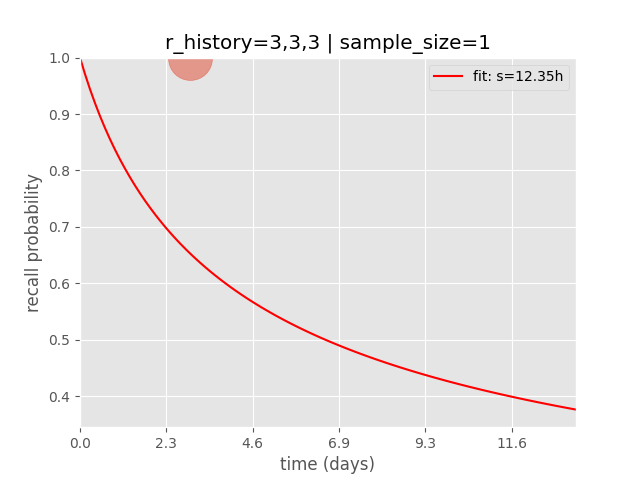 r_history=3,3,3 | sample_size=1
fit: s=12.35h
recall probability
1.0
0.9
0.8
0.7
0.6
0.5
0.4
0.0 2.3 4.6 6.9 9.3 11.6
time (days)